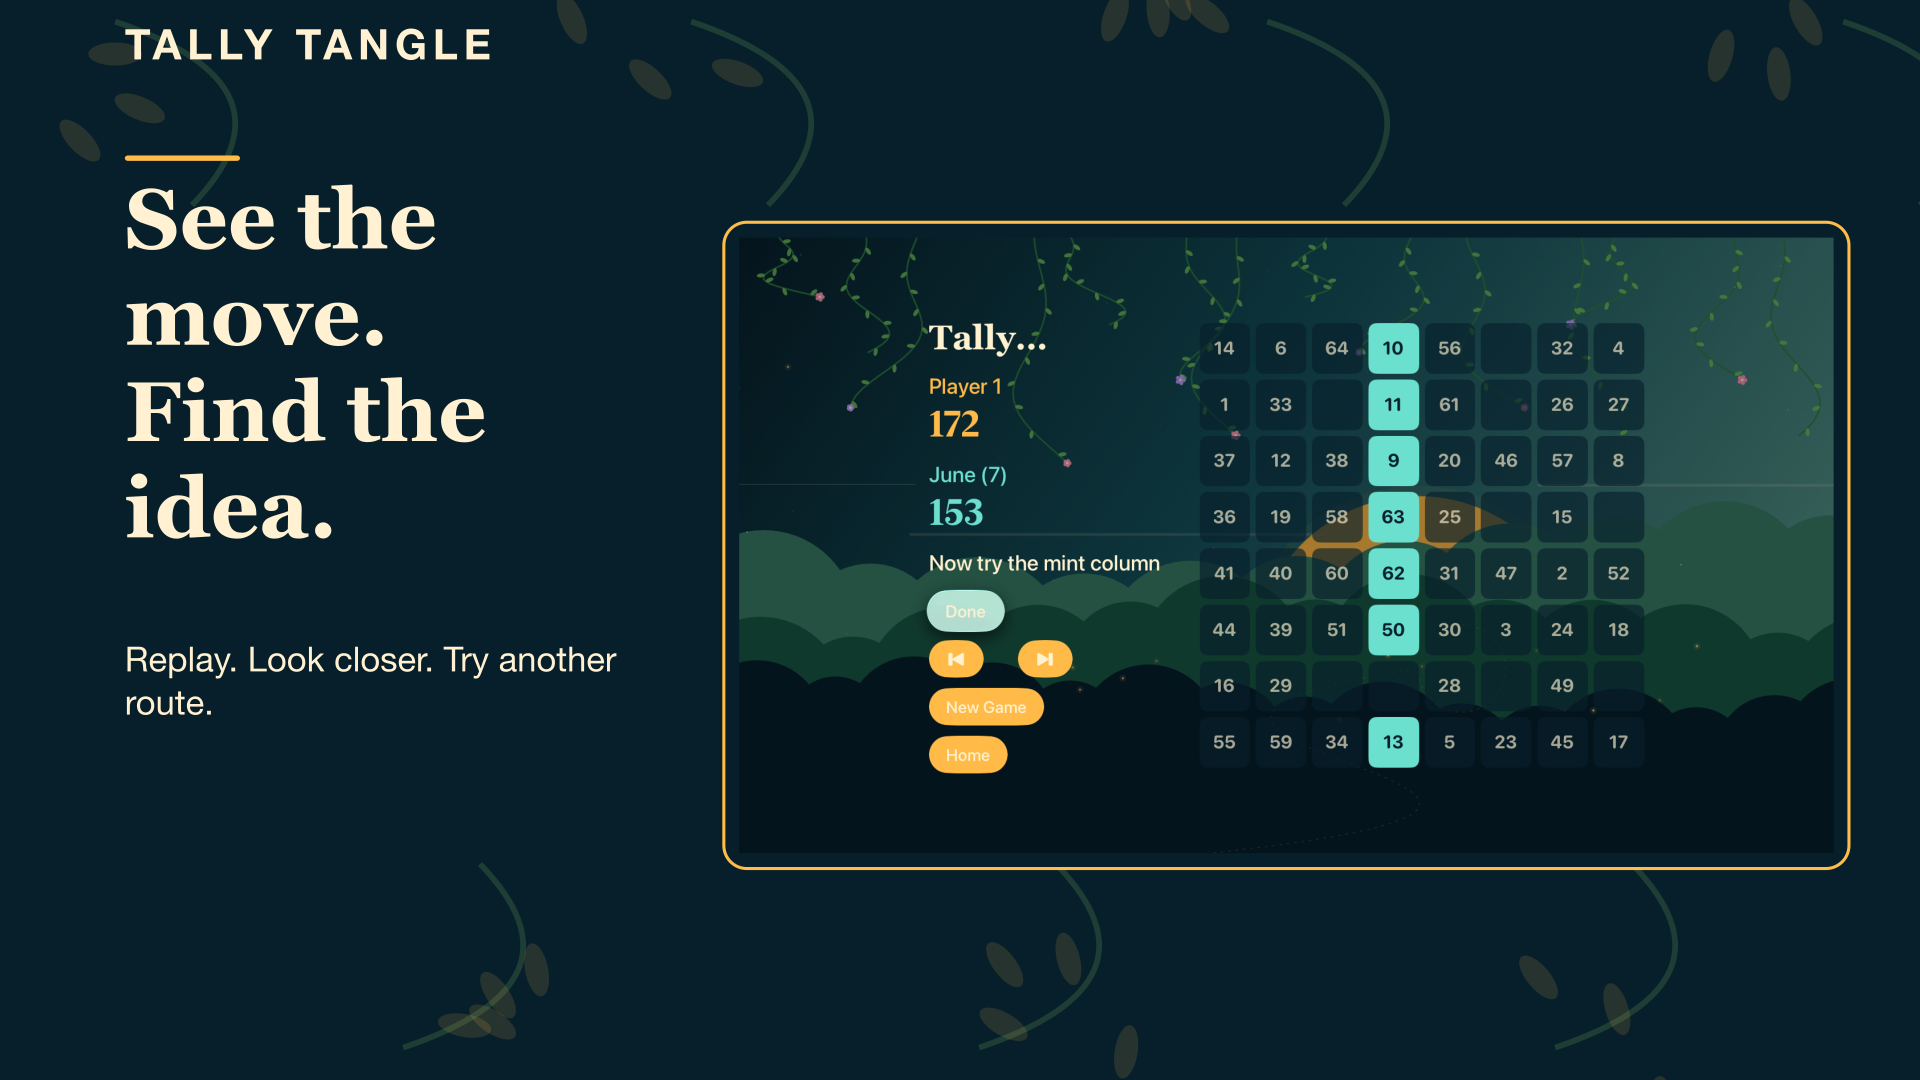 TALLY TANGLE
See the
move.
Find the
idea.
Replay. Look closer. Try another
route.
Tally...
Player 1
172
June (7)
153
Now try the mint column
Done
New Game
Home
14 6 64 10 56 32 4
1 33 11 61 26 27
37 12 38 9 20 46 57 8
36 19 58 63 25 15
41 40 60 62 31 47 2 52
44 39 51 50 30 3 24 18
16 29 28 49
55 59 34 13 5 23 45 17